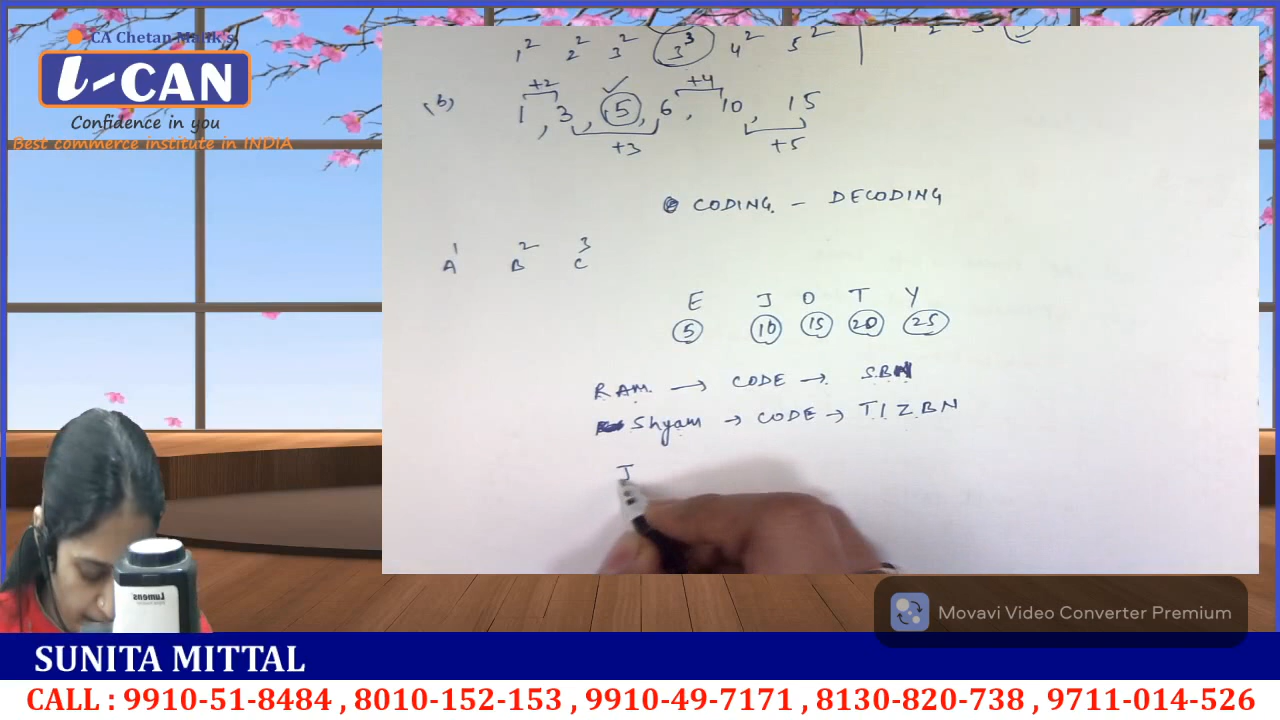 CA Chetan Malik's
i-CAN
Confidence in you
Best commerce institute in INDIA
1² 2² 3² 3³ 4² 5²
(b) 1, 3, 5, 6, 10, 15
+2 +4
+3 +5
CODING - DECODING
1 2 3
A B C
E J O T Y
5 10 15 20 25
RAM → CODE → SBN
Shyam → CODE → TIZBN
J
Lumens
Movavi Video Converter Premium
SUNITA MITTAL
CALL : 9910-51-8484 , 8010-152-153, 9910-49-7171, 8130-820-738, 9711-014-526